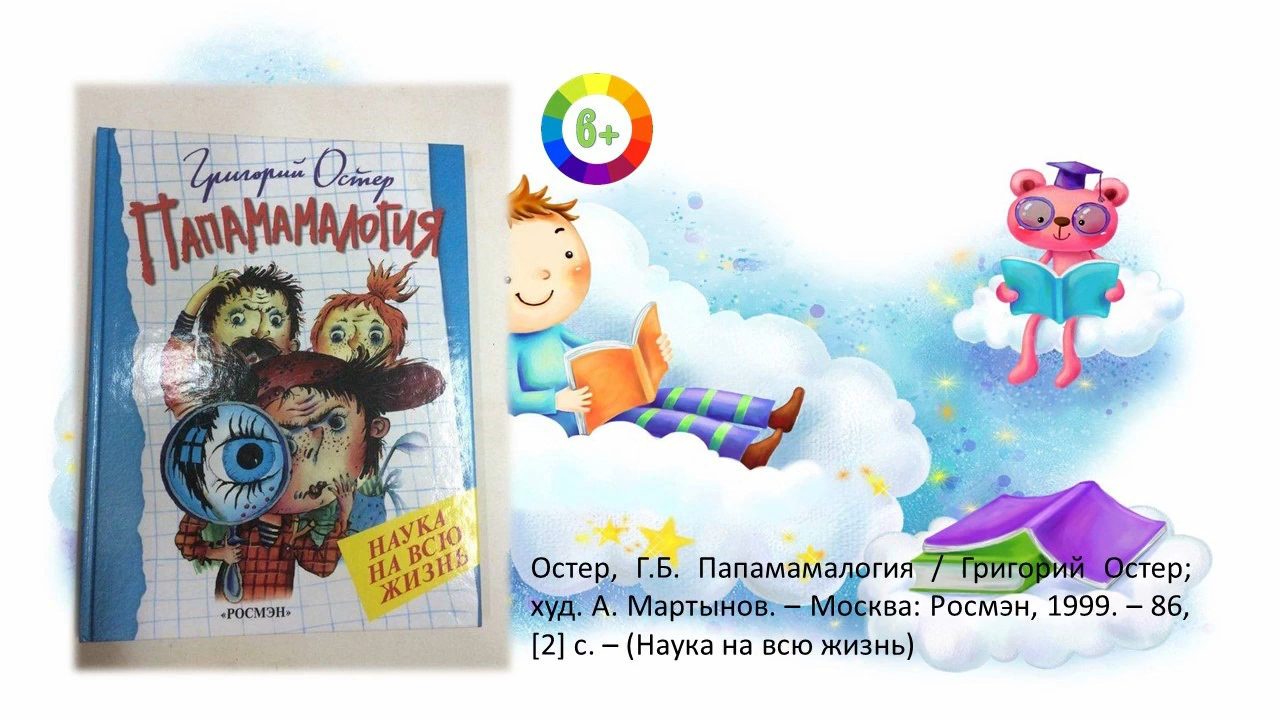 Григорий Остер
ПАПАМАМАЛОГИЯ
НАУКА
НА ВСЮ
ЖИЗНЬ
«РОСМЭН»
6+
Остер, Г.Б. Папамамалогия / Григорий Остер;
худ. А. Мартынов. – Москва: Росмэн, 1999. – 86,
[2] с. – (Наука на всю жизнь)